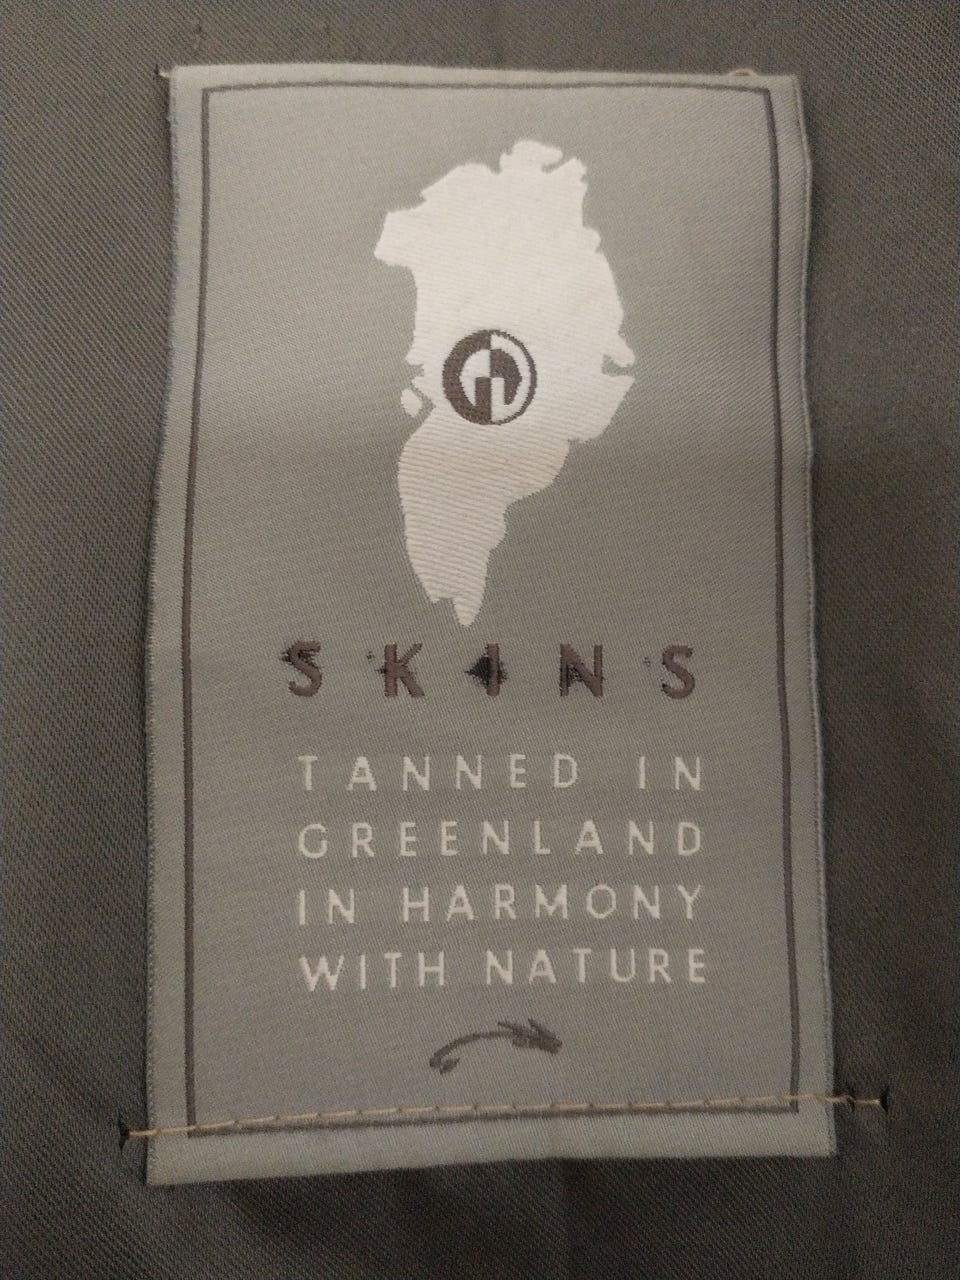 SKINS
TANNED IN
GREENLAND
IN HARMONY
WITH NATURE